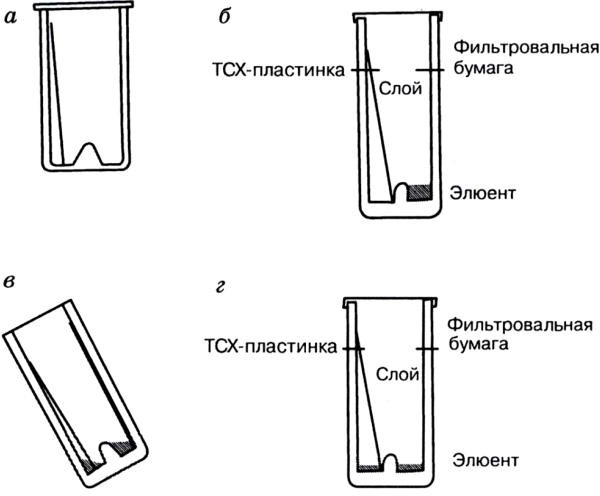 а
б
ТСХ-пластинка
Фильтровальная
бумага
Слой
Элюент
в
г
ТСХ-пластинка
Фильтровальная
бумага
Слой
Элюент